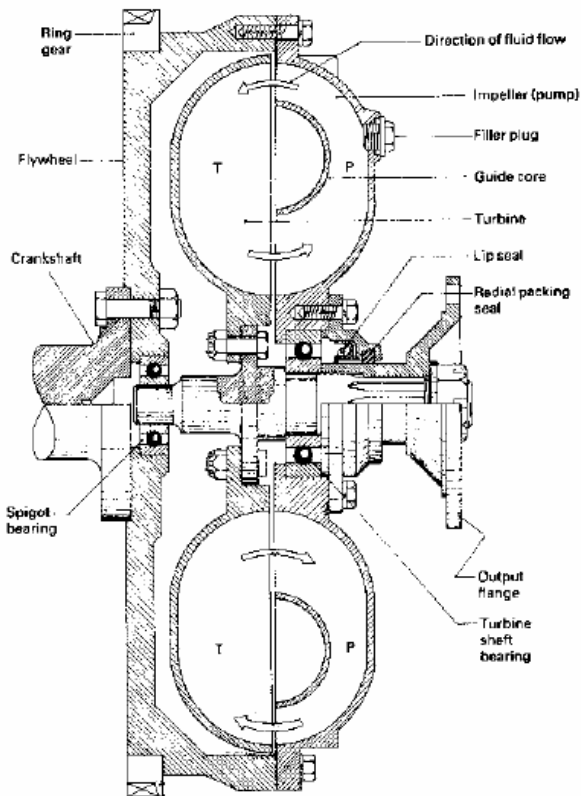 Ring
gear
Direction of fluid flow
Impeller (pump)
Filler plug
Flywheel
T
P
Guide core
Turbine
Crankshaft
Lip seal
Radial packing
seal
Spigot
bearing
Output
flange
T
P
Turbine
shaft
bearing